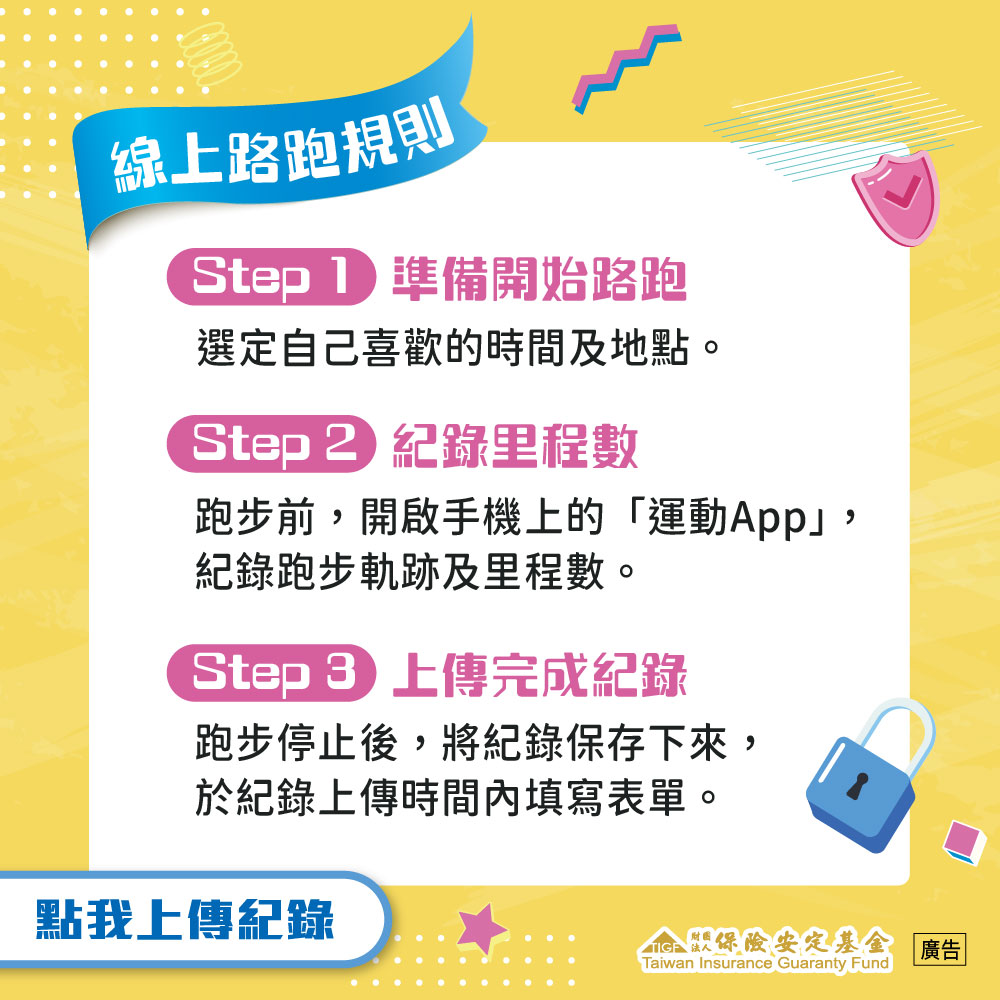 線上路跑規則
Step 1 準備開始路跑
選定自己喜歡的時間及地點。
Step 2 紀錄里程數
跑步前，開啟手機上的「運動App」，
紀錄跑步軌跡及里程數。
Step 3 上傳完成紀錄
跑步停止後，將紀錄保存下來，
於紀錄上傳時間內填寫表單。
點我上傳紀錄
TIGF 財團法人保險安定基金
Taiwan Insurance Guaranty Fund
廣告